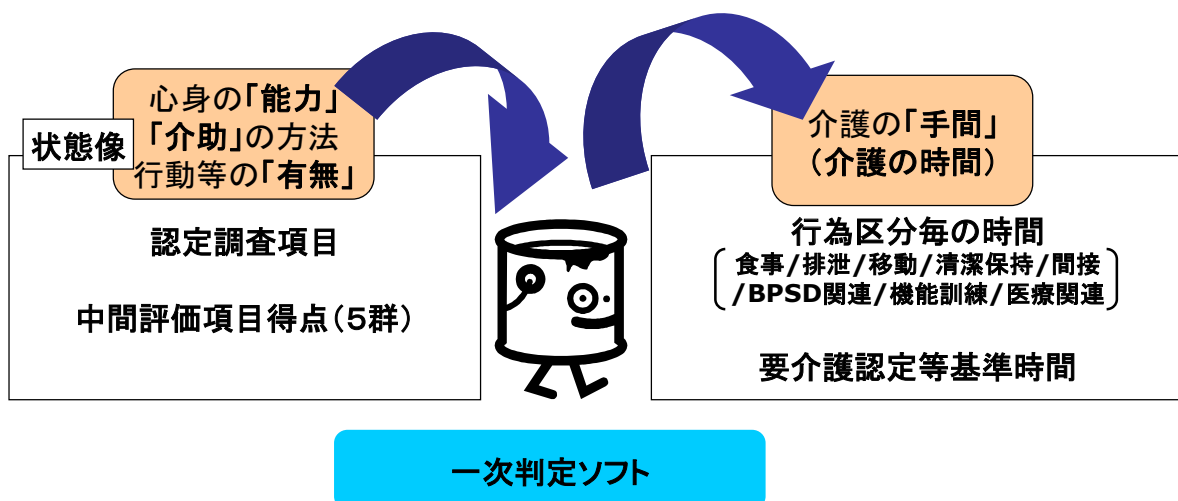 心身の「能力」
「介助」の方法
行動等の「有無」
状態像
認定調査項目
中間評価項目得点(5群)
介護の「手間」
(介護の時間)
行為区分毎の時間
食事/排泄/移動/清潔保持/間接
/BPSD関連/機能訓練/医療関連
要介護認定等基準時間
一次判定ソフト